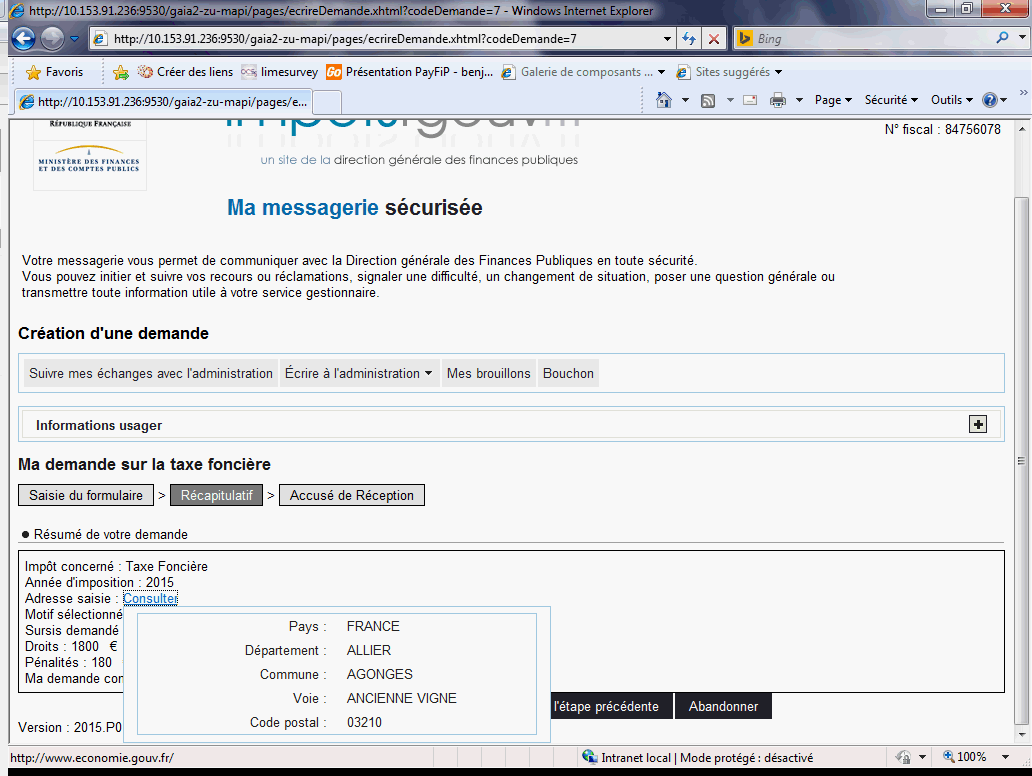 http://10.153.91.236:9530/gaia2-zu-mapi/pages/ecrireDemande.xhtml?codeDemande=7 - Windows Internet Explorer
http://10.153.91.236:9530/gaia2-zu-mapi/pages/ecrireDemande.xhtml?codeDemande=7
Bing
Favoris
Créer des liens
limesurvey
Présentation PayFiP - benj...
Galerie de composants ...
Sites suggérés
http://10.153.91.236:9530/gaia2-zu-mapi/pages/e...
Page
Sécurité
Outils
RÉPUBLIQUE FRANÇAISE
MINISTÈRE DES FINANCES
ET DES COMPTES PUBLICS
un site de la direction générale des finances publiques
N° fiscal : 84756078
Ma messagerie sécurisée
Votre messagerie vous permet de communiquer avec la Direction générale des Finances Publiques en toute sécurité.
Vous pouvez initier et suivre vos recours ou réclamations, signaler une difficulté, un changement de situation, poser une question générale ou
transmettre toute information utile à votre service gestionnaire.
Création d'une demande
Suivre mes échanges avec l'administration
Écrire à l'administration
Mes brouillons
Bouchon
Informations usager
Ma demande sur la taxe foncière
Saisie du formulaire > Récapitulatif > Accusé de Réception
Résumé de votre demande
Impôt concerné : Taxe Foncière
Année d'imposition : 2015
Adresse saisie : Consulter
Motif sélectionné
Sursis demandé
Droits : 1800 €
Pénalités : 180
Ma demande con
Pays : FRANCE
Département : ALLIER
Commune : AGONGES
Voie : ANCIENNE VIGNE
Code postal : 03210
l'étape précédente
Abandonner
Version : 2015.P0
http://www.economie.gouv.fr/
Intranet local | Mode protégé : désactivé
100%